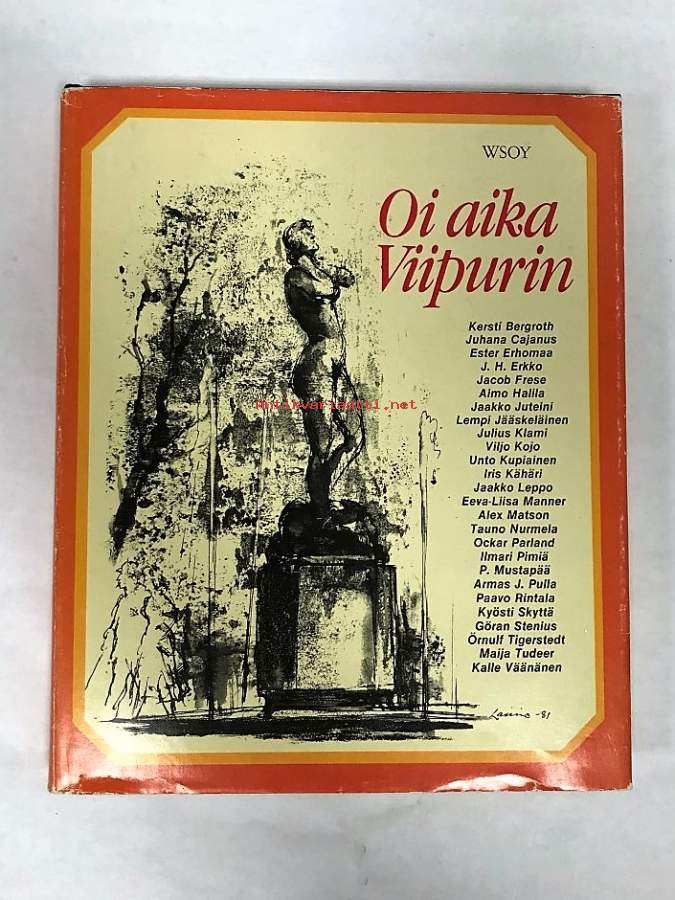 WSOY
Oi aika
Viipurin
Kersti Bergroth
Juhana Cajanus
Ester Erhomaa
J. H. Erkko
Jacob Frese
Aimo Halila
Jaakko Juteini
Lempi Jääskeläinen
Julius Klami
Viljo Kojo
Unto Kupiainen
Iris Kähäri
Jaakko Leppo
Eeva-Liisa Manner
Alex Matson
Tauno Nurmela
Ockar Parland
Ilmari Pimiä
P. Mustapää
Armas J. Pulla
Paavo Rintala
Kyösti Skyttä
Göran Stenius
Örnulf Tigerstedt
Maija Tudeer
Kalle Väänänen
Antikvariaatti.net
-81